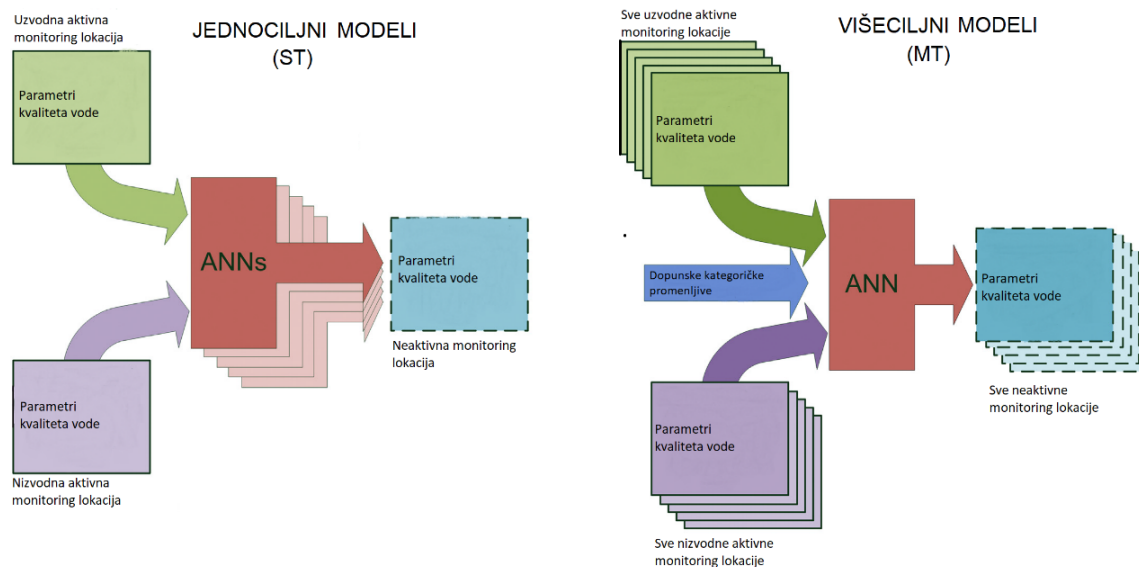 Uzvodna aktivna
monitoring lokacija
JEDNOCILJNI MODELI
(ST)
Parametri
kvaliteta vode
ANNs
Parametri
kvaliteta vode
Neaktivna monitoring
lokacija
Parametri
kvaliteta vode
Nizvodna aktivna
monitoring lokacija
Sve uzvodne aktivne
monitoring lokacije
VIŠECILJNI MODELI
(MT)
Parametri
kvaliteta vode
Dopunske kategoričke
promenljive
ANN
Parametri
kvaliteta vode
Sve neaktivne
monitoring lokacije
Parametri
kvaliteta vode
Sve nizvodne aktivne
monitoring lokacije